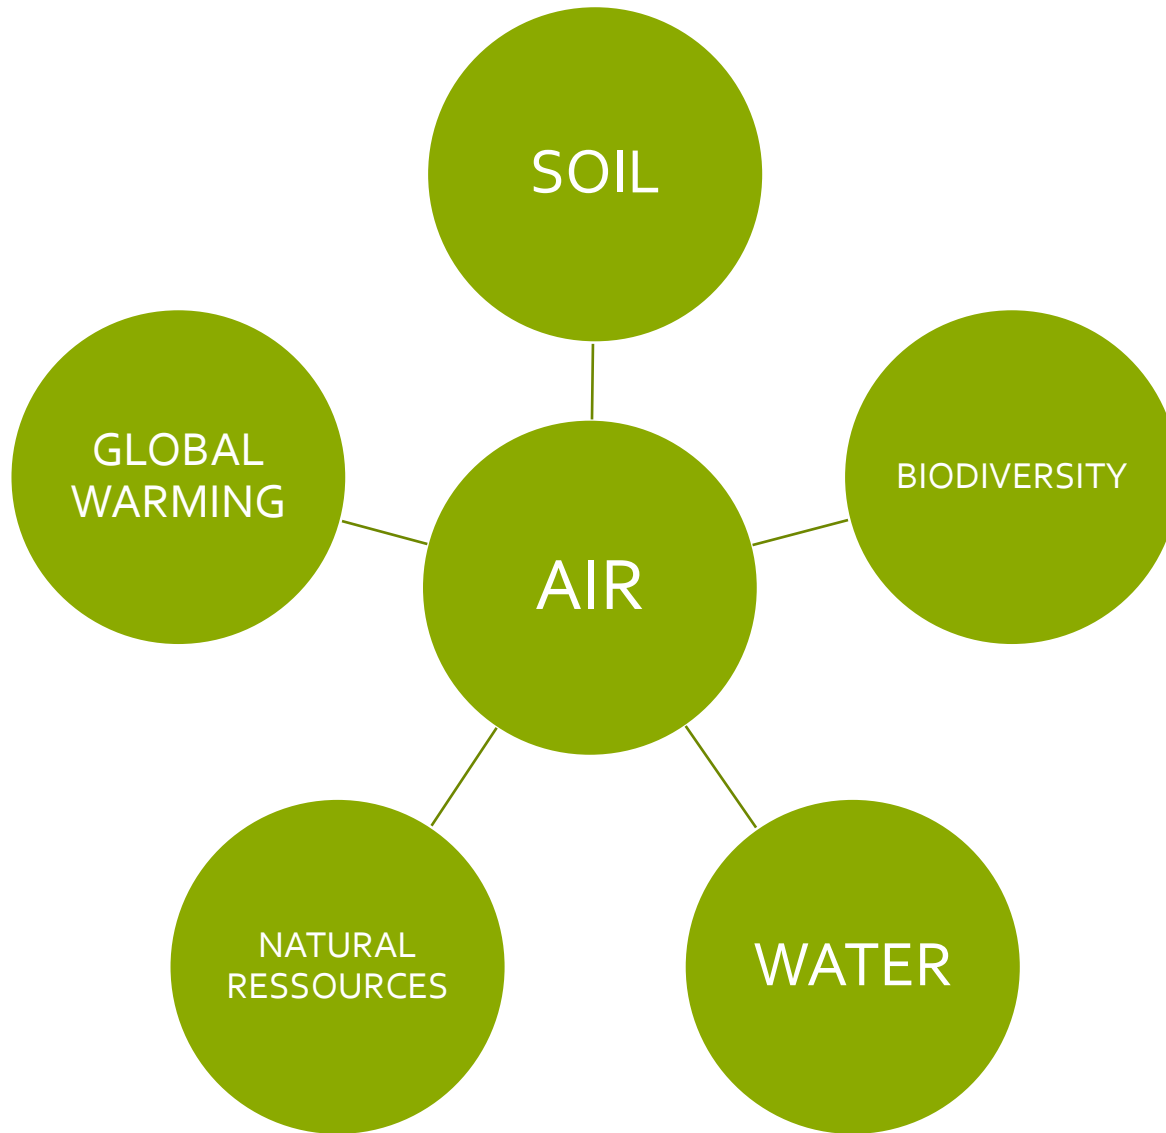 SOIL
GLOBAL
WARMING
BIODIVERSITY
AIR
NATURAL
RESSOURCES
WATER